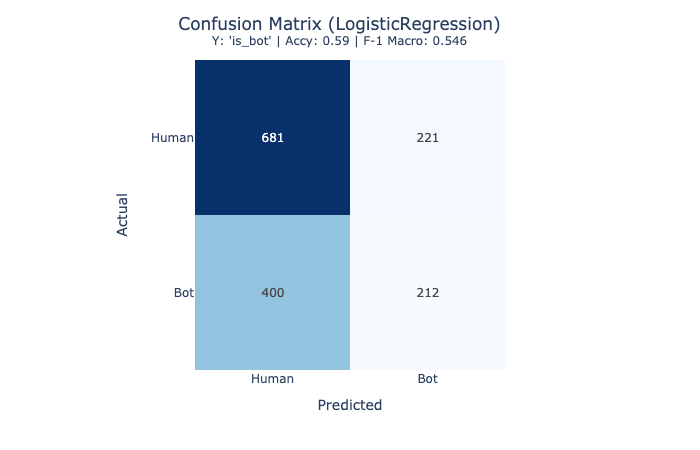 Confusion Matrix (LogisticRegression)
Y: 'is_bot' | Accy: 0.59 | F-1 Macro: 0.546
Human 681 221
Actual
Bot 400 212
Human Bot
Predicted